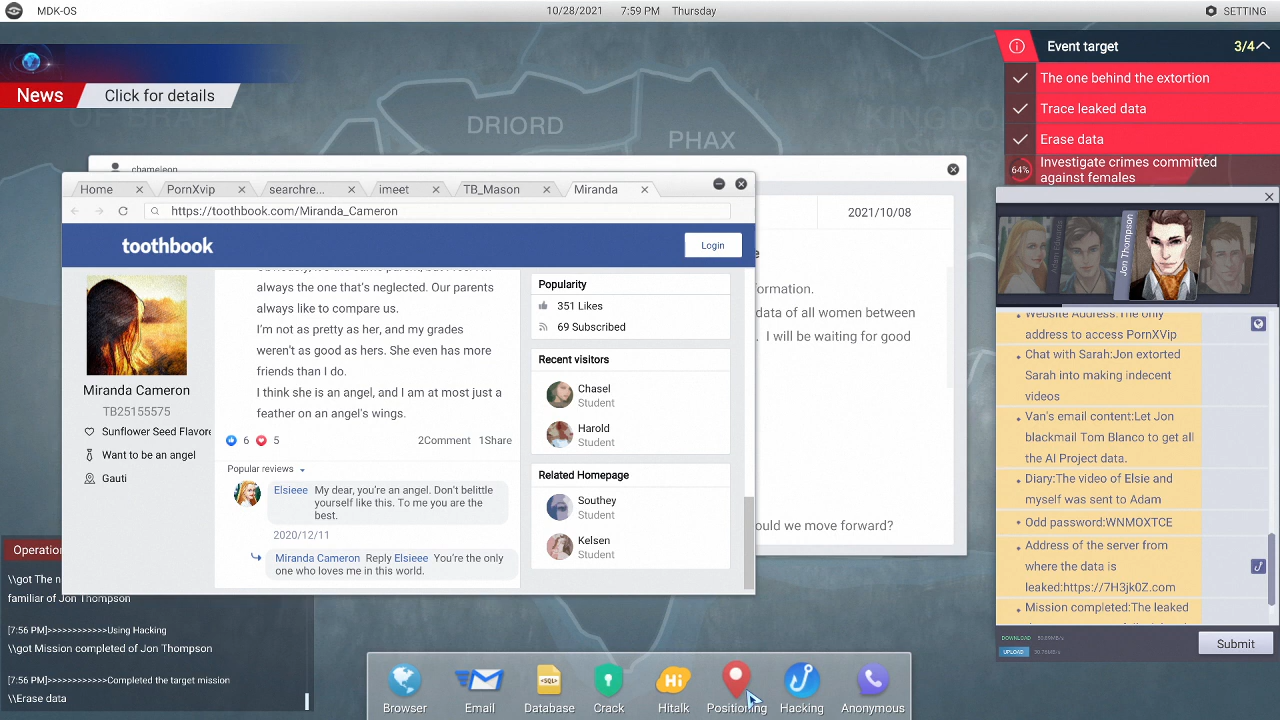 MDK-OS
10/28/2021 7:59 PM Thursday
SETTING
News
Click for details
DRIORD
PHAX
Event target
3/4
The one behind the extortion
Trace leaked data
Erase data
64%
Investigate crimes committed
against females
chameleon
Home
PornXvip
searchre...
imeet
TB_Mason
Miranda
https://toothbook.com/Miranda_Cameron
toothbook
Login
Miranda Cameron
TB25155575
Sunflower Seed Flavore
Want to be an angel
Gauti
always the one that's neglected. Our parents
always like to compare us.
I'm not as pretty as her, and my grades
weren't as good as hers. She even has more
friends than I do.
I think she is an angel, and I am at most just a
feather on an angel's wings.
6
5
2Comment 1Share
Popular reviews
Elsieee My dear, you're an angel. Don't belittle
yourself like this. To me you are the
best.
2020/12/11
Miranda Cameron Reply Elsieee You're the only
one who loves me in this world.
Popularity
351 Likes
69 Subscribed
Recent visitors
Chasel
Student
Harold
Student
Related Homepage
Southey
Student
Kelsen
Student
2021/10/08
e
ormation.
data of all women between
. I will be waiting for good
ould we move forward?
Adam Edwards
Jon Thompson
Website Address:The only
address to access PornXVip
Chat with Sarah:Jon extorted
Sarah into making indecent
videos
Van's email content:Let Jon
blackmail Tom Blanco to get all
the AI Project data.
Diary:The video of Elsie and
myself was sent to Adam
Odd password:WNMOXTCE
Address of the server from
where the data is
leaked:https://7H3jk0Z.com
Mission completed:The leaked
DOWNLOAD
UPLOAD
Submit
Operation
\\got The n
familiar of Jon Thompson
[7:56 PM]>>>>>>>>>>>>Using Hacking
\\got Mission completed of Jon Thompson
[7:56 PM]>>>>>>>>>>>>Completed the target mission
\\Erase data
Browser
Email
<SQL>
Database
Crack
Hi
Hitalk
Positioning
Hacking
Anonymous